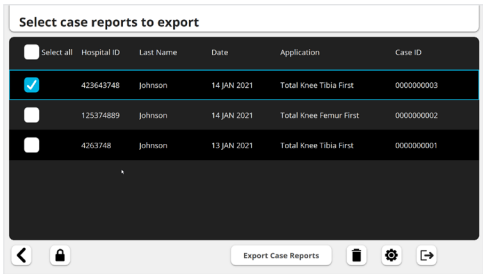 Select case reports to export
Select all Hospital ID Last Name Date Application Case ID
423643748 Johnson 14 JAN 2021 Total Knee Tibia First 0000000003
125374889 Johnson 14 JAN 2021 Total Knee Femur First 0000000002
4263748 Johnson 13 JAN 2021 Total Knee Tibia First 0000000001
Export Case Reports